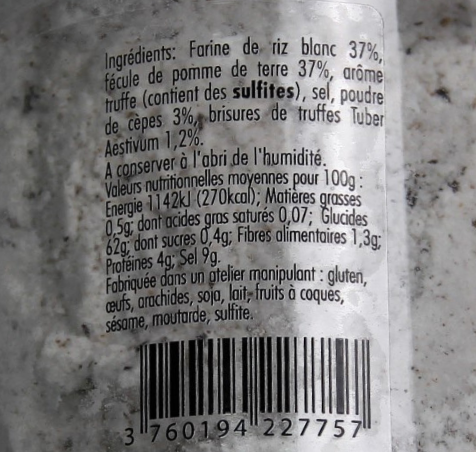 Ingrédients: Farine de riz blanc 37%,
fécule de pomme de terre 37%, arôme
truffe (contient des sulfites), sel, poudre
de cèpes 3%, brisures de truffes Tuber
Aestivum 1,2%.
A conserver à l'abri de l'humidité.
Valeurs nutritionnelles moyennes pour 100g :
Energie 1142kJ (270kcal); Matières grasses
0,5g; dont acides gras saturés 0,07; Glucides
62g; dont sucres 0,4g; Fibres alimentaires 1,3g;
Protéines 4g; Sel 9g.
Fabriquée dans un atelier manipulant : gluten,
œufs, arachides, soja, lait, fruits à coques,
sésame, moutarde, sulfite.
3 760194 227757